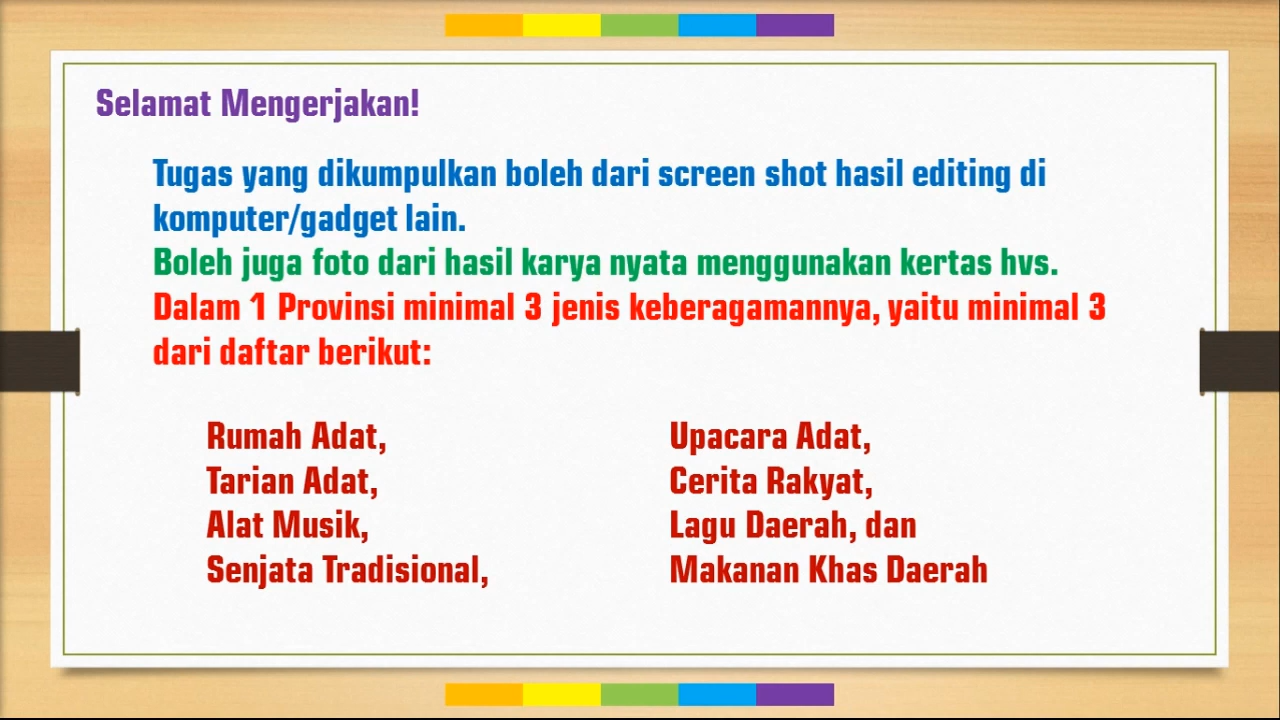 Selamat Mengerjakan!
Tugas yang dikumpulkan boleh dari screen shot hasil editing di
komputer/gadget lain.
Boleh juga foto dari hasil karya nyata menggunakan kertas hvs.
Dalam 1 Provinsi minimal 3 jenis keberagamannya, yaitu minimal 3
dari daftar berikut:
Rumah Adat,
Tarian Adat,
Alat Musik,
Senjata Tradisional,
Upacara Adat,
Cerita Rakyat,
Lagu Daerah, dan
Makanan Khas Daerah